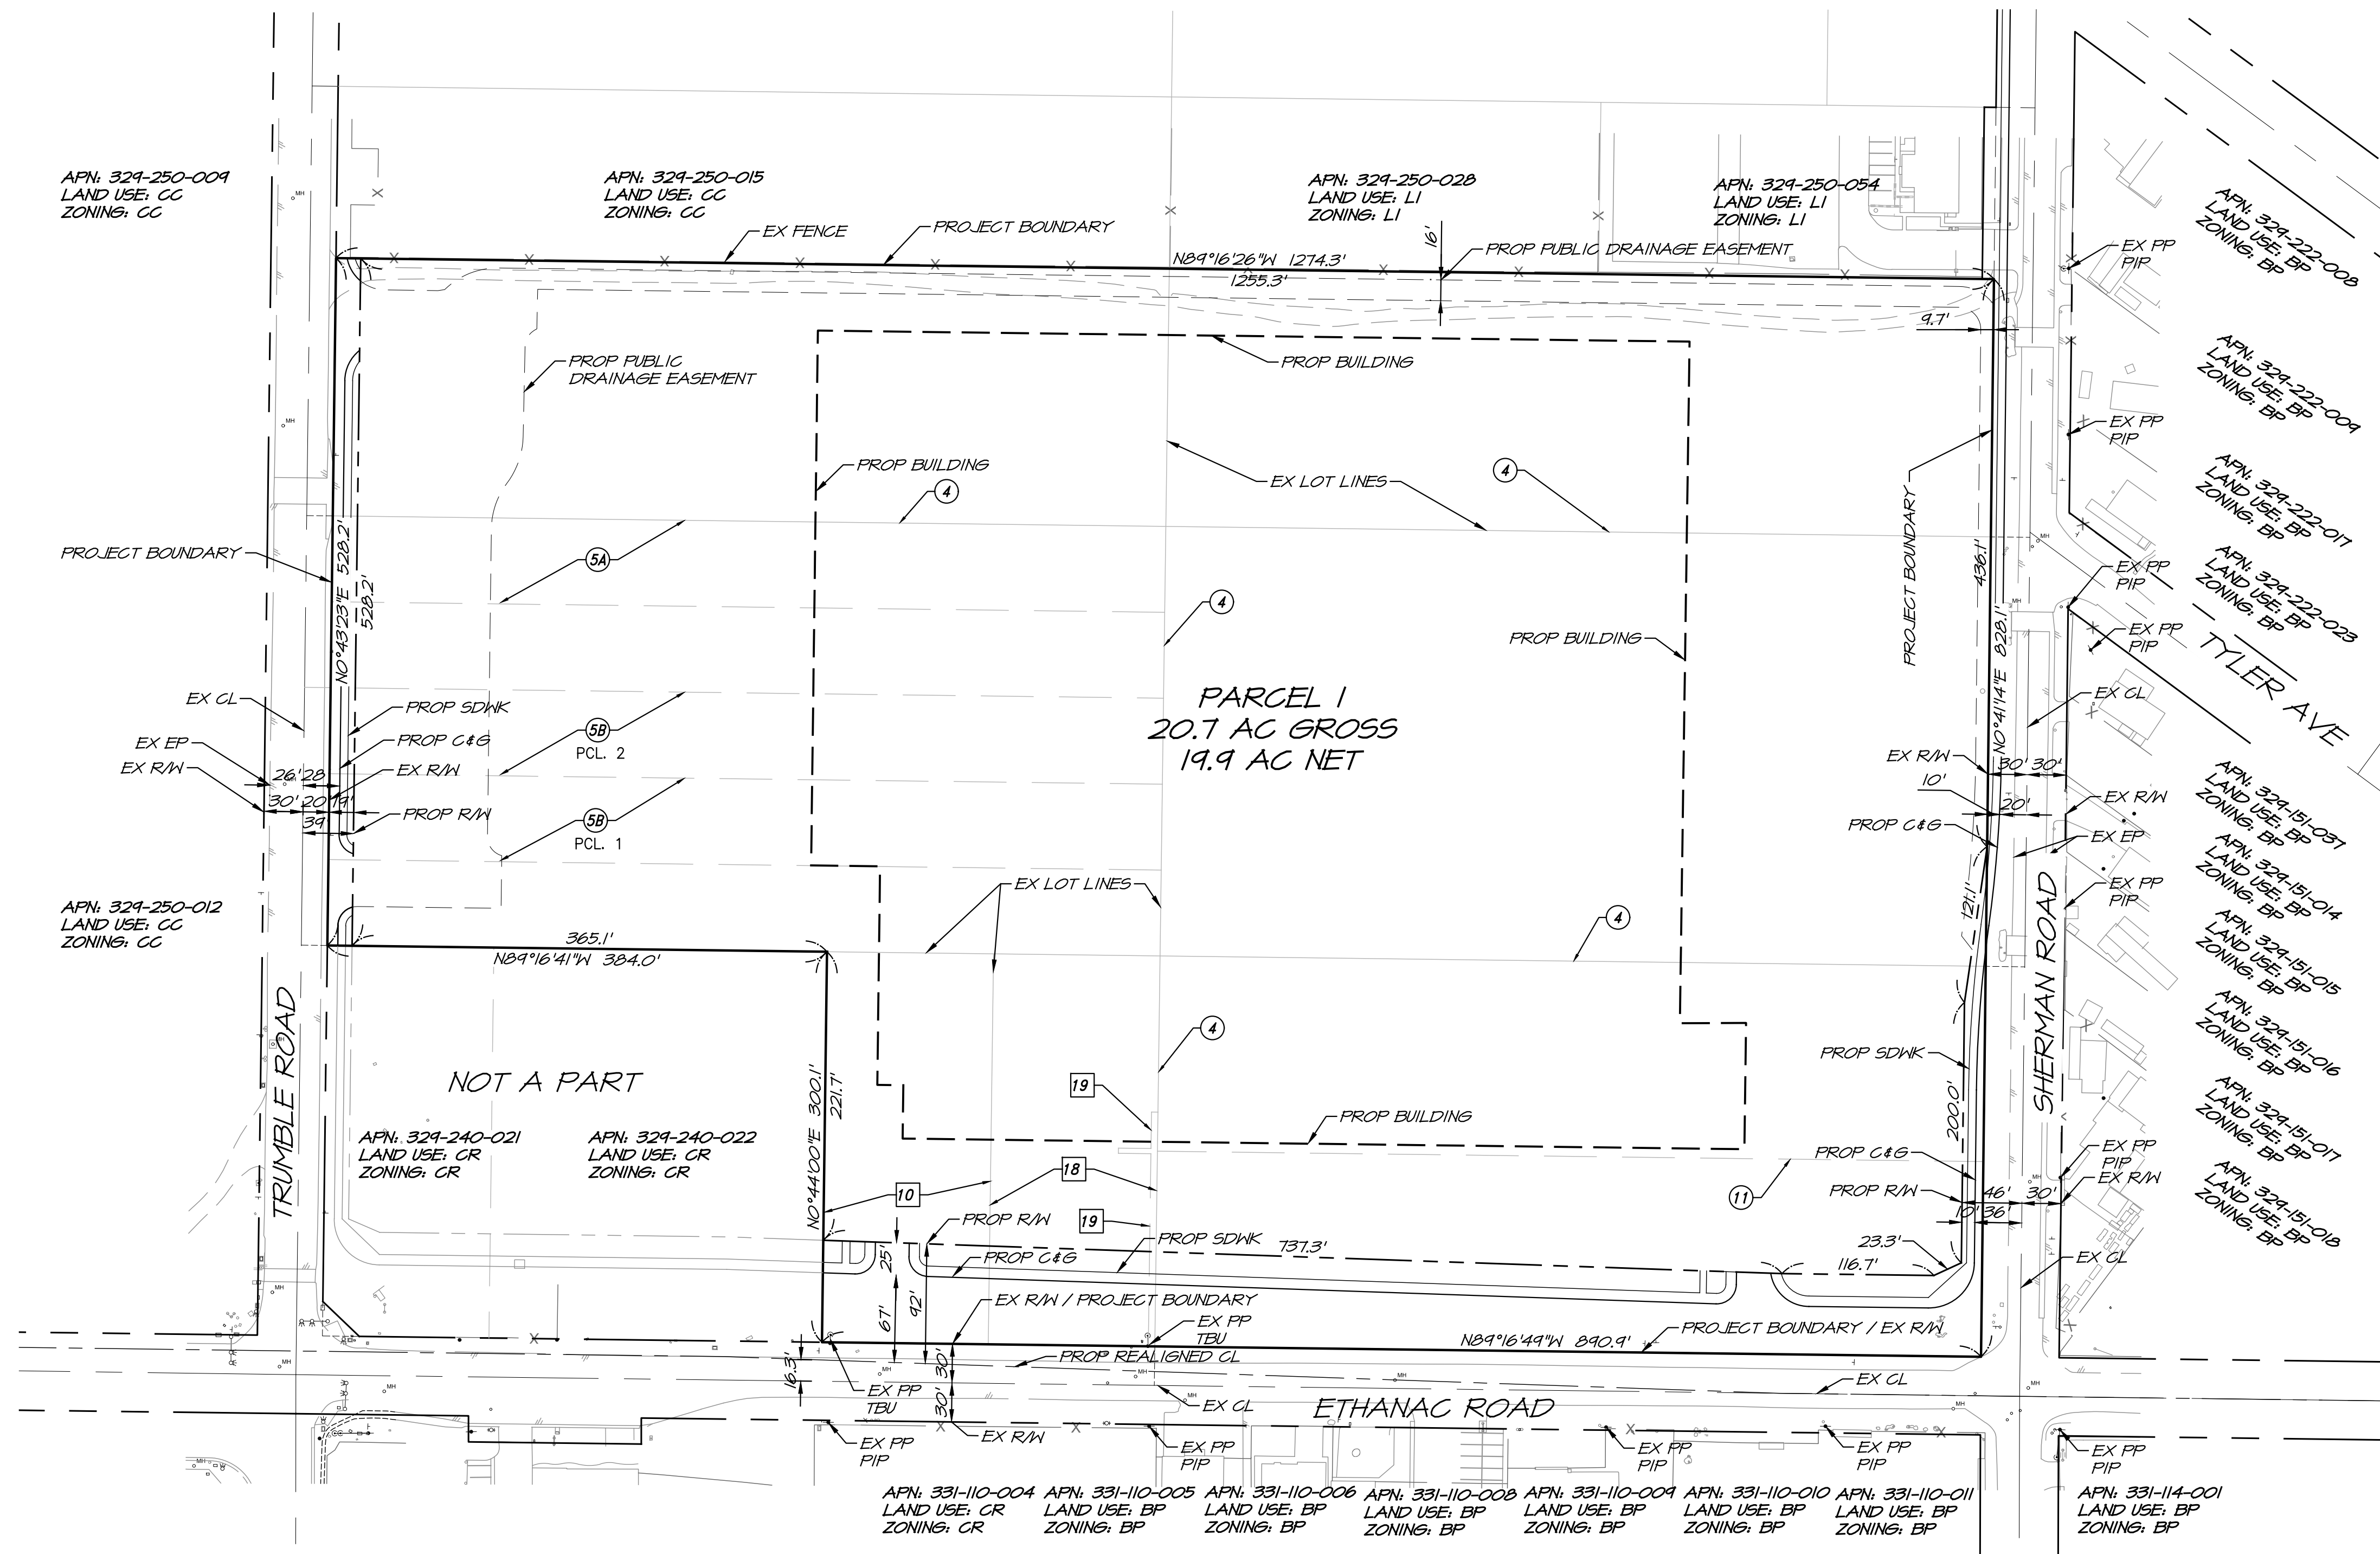 APN: 329-250-009
LAND USE: CC
ZONING: CC
APN: 329-250-015
LAND USE: CC
ZONING: CC
APN: 329-250-028
LAND USE: LI
ZONING: LI
APN: 329-250-054
LAND USE: LI
ZONING: LI
APN: 329-222-008
LAND USE: BP
ZONING: BP
MH
EX FENCE
PROJECT BOUNDARY
N89°16'26"W 1274.3'
1255.3'
16'
PROP PUBLIC DRAINAGE EASEMENT
EX PP
PIP
9.7'
PROP PUBLIC
DRAINAGE EASEMENT
PROP BUILDING
APN: 329-222-009
LAND USE: BP
ZONING: BP
MH
EX PP
PIP
PROP BUILDING
4
EX LOT LINES
4
APN: 329-222-017
LAND USE: BP
ZONING: BP
PROJECT BOUNDARY
N0°43'23"E 528.2'
528.2'
5A
4
PROJECT BOUNDARY
436.1'
N0°41'14"E 828.1'
MH
EX PP
PIP
APN: 329-222-023
LAND USE: BP
ZONING: BP
MH
EX PP
PIP
TYLER AVE
PROP BUILDING
PARCEL 1
20.7 AC GROSS
19.9 AC NET
EX CL
PROP SDWK
EX EP
PROP C&G
EX R/W
EX R/W
26'
28
30'
20'
19'
39'
PROP R/W
5B
PCL. 2
5B
PCL. 1
EX CL
EX R/W
30'
30'
10'
20'
EX R/W
PROP C&G
EX EP
APN: 329-151-037
LAND USE: BP
ZONING: BP
APN: 329-151-014
LAND USE: BP
ZONING: BP
EX LOT LINES
EX PP
PIP
121.1'
4
APN: 329-250-012
LAND USE: CC
ZONING: CC
365.1'
N89°16'41"W 384.0'
APN: 329-151-015
LAND USE: BP
ZONING: BP
TRUMBLE ROAD
SHERMAN ROAD
MH
NOT A PART
4
APN: 329-151-016
LAND USE: BP
ZONING: BP
PROP SDWK
200.0'
19
N0°44'00"E 300.1'
221.7'
PROP BUILDING
APN: 329-240-021
LAND USE: CR
ZONING: CR
APN: 329-240-022
LAND USE: CR
ZONING: CR
APN: 329-151-017
LAND USE: BP
ZONING: BP
PROP C&G
EX PP
PIP
EX R/W
MH
18
10
11
PROP R/W
46'
30'
10'
36'
APN: 329-151-018
LAND USE: BP
ZONING: BP
PROP R/W
19
PROP SDWK
737.3'
23.3'
116.7'
25'
PROP C&G
EX CL
67'
92'
MH
EX R/W / PROJECT BOUNDARY
EX PP
TBU
N89°16'49"W 890.9'
PROJECT BOUNDARY / EX R/W
PROP REALIGNED CL
16.3'
30'
MH
MH
MH
MH
MH
EX PP
TBU
30'
MH
MH
EX CL
EX CL
MH
ETHANAC ROAD
EX R/W
EX PP
PIP
EX PP
PIP
EX PP
PIP
EX PP
PIP
EX PP
PIP
MH
APN: 331-110-004
LAND USE: CR
ZONING: CR
APN: 331-110-005
LAND USE: BP
ZONING: BP
APN: 331-110-006
LAND USE: BP
ZONING: BP
APN: 331-110-008
LAND USE: BP
ZONING: BP
APN: 331-110-009
LAND USE: BP
ZONING: BP
APN: 331-110-010
LAND USE: BP
ZONING: BP
APN: 331-110-011
LAND USE: BP
ZONING: BP
APN: 331-114-001
LAND USE: BP
ZONING: BP